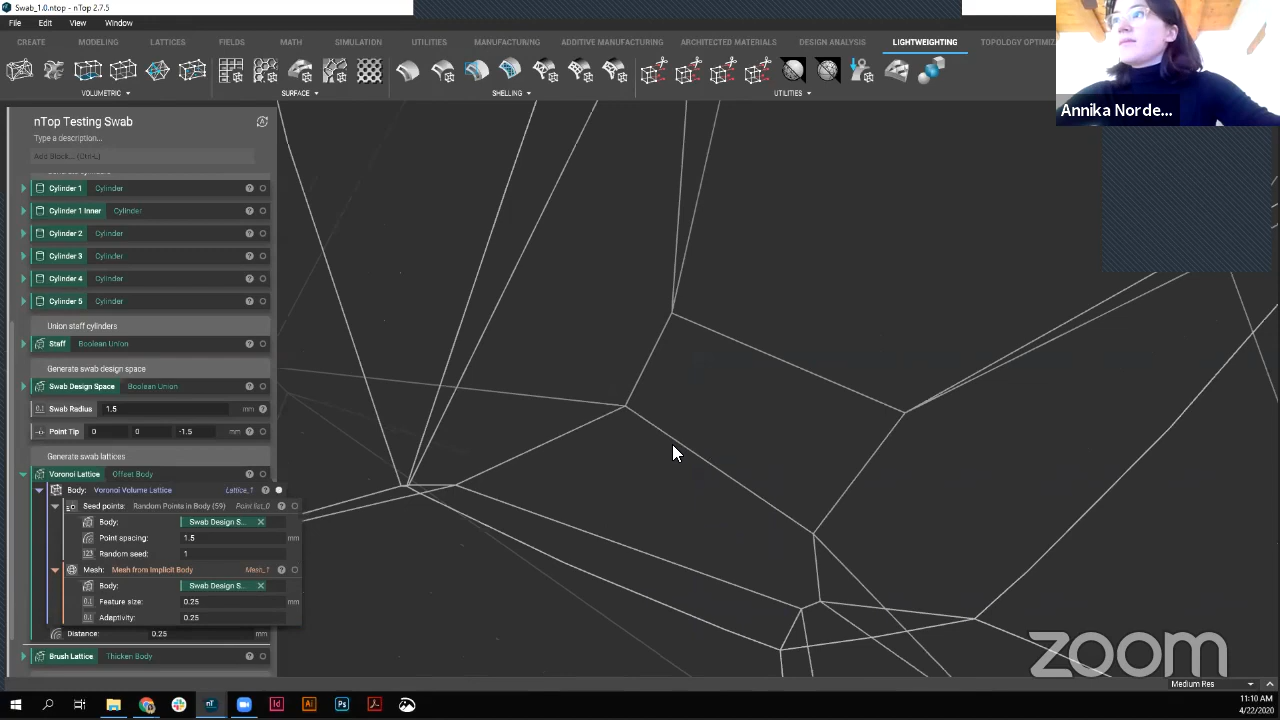 Swab_1.0.ntop - nTop 2.7.5
File Edit View Window
CREATE MODELING LATTICES FIELDS MATH SIMULATION UTILITIES MANUFACTURING ADDITIVE MANUFACTURING ARCHITECTED MATERIALS DESIGN ANALYSIS LIGHTWEIGHTING TOPOLOGY OPTIMIZ
VOLUMETRIC SURFACE SHELLING UTILITIES
Annika Norde...
nTop Testing Swab
Type a description...
Add Block... (Ctrl+L)
Cylinder 1 Cylinder
Cylinder 1 Inner Cylinder
Cylinder 2 Cylinder
Cylinder 3 Cylinder
Cylinder 4 Cylinder
Cylinder 5 Cylinder
Union staff cylinders
Staff Boolean Union
Generate swab design space
Swab Design Space Boolean Union
Swab Radius 1.5 mm
Point Tip 0 0 -1.5 mm
Generate swab lattices
Voronoi Lattice Offset Body
Body: Voronoi Volume Lattice Lattice_1
Seed points: Random Points in Body (59) Point list_0
Body: Swab Design S...
Point spacing: 1.5 mm
Random seed: 1
Mesh: Mesh from Implicit Body Mesh_1
Body: Swab Design S...
Feature size: 0.25 mm
Adaptivity: 0.25
Distance: 0.25 mm
Brush Lattice Thicken Body
zoom
Medium Res
11:10 AM
4/22/2020